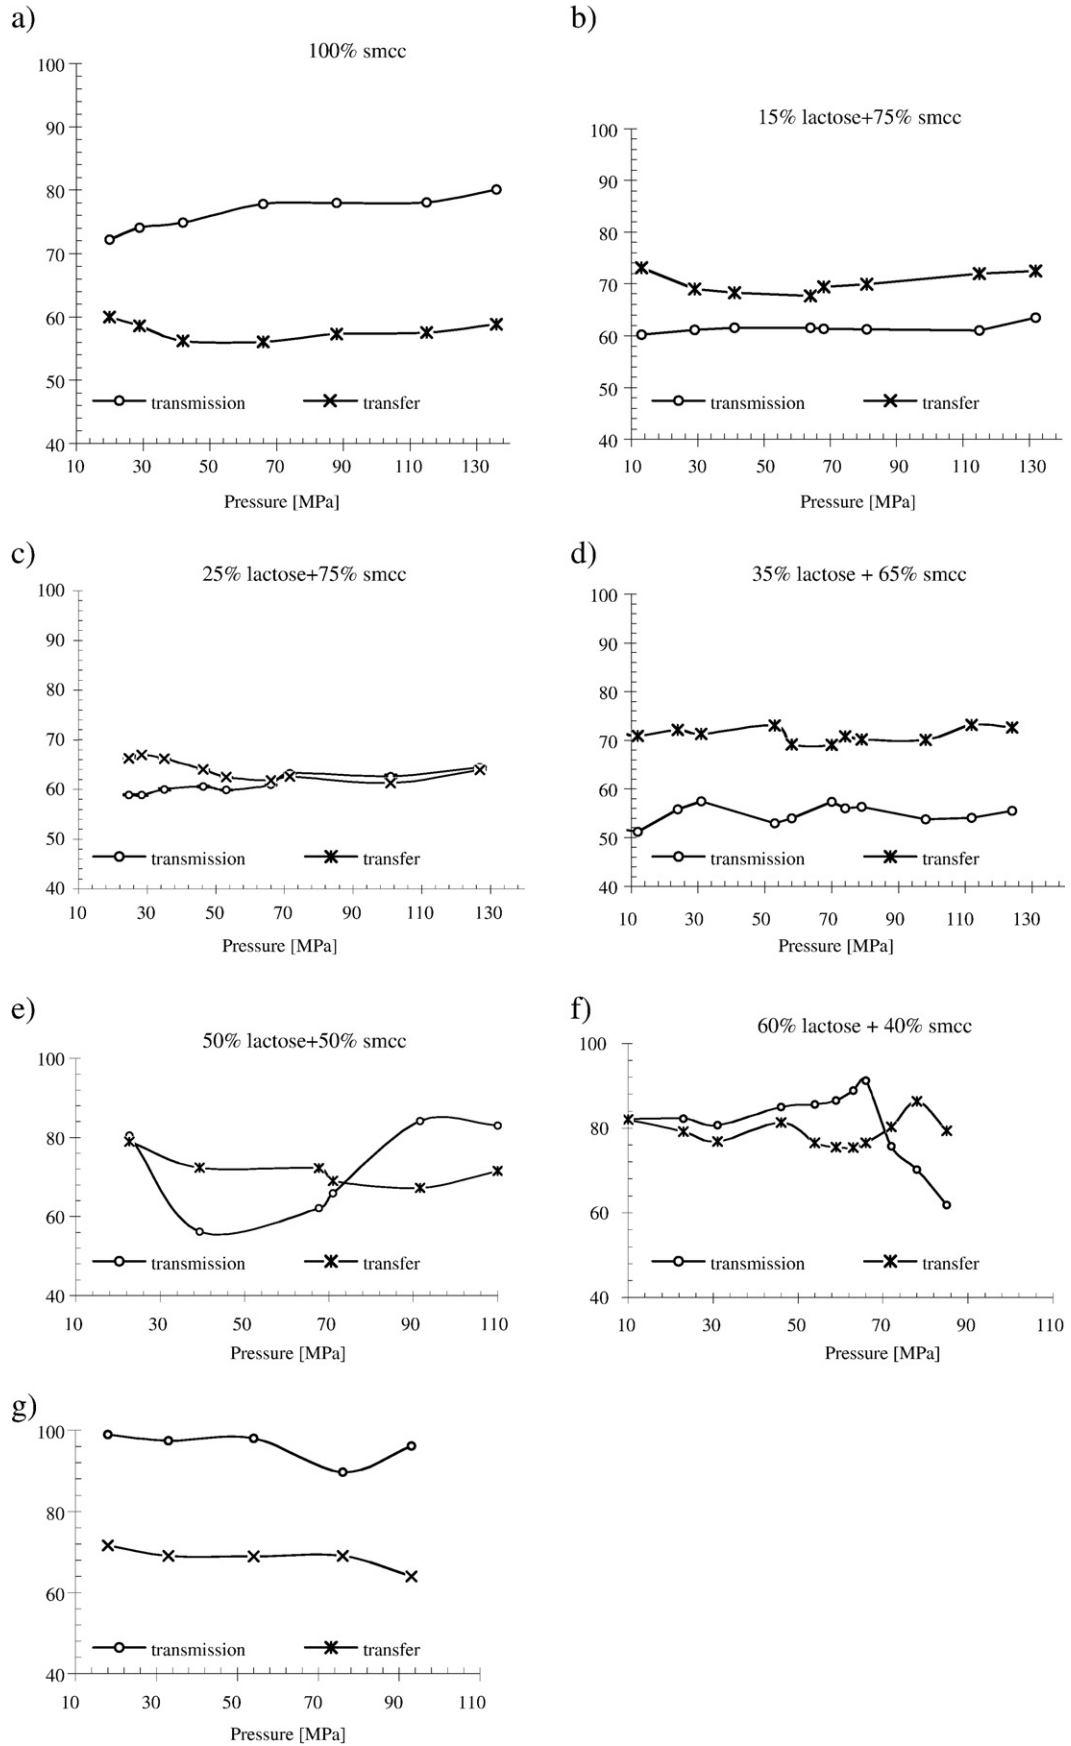 a)
100% smcc
100
90
80
70
60
50
40
transmission transfer
10 30 50 70 90 110 130
Pressure [MPa]
b)
15% lactose+75% smcc
100
90
80
70
60
50
40
transmission transfer
10 30 50 70 90 110 130
Pressure [MPa]
c)
25% lactose+75% smcc
100
90
80
70
60
50
40
transmission transfer
10 30 50 70 90 110 130
Pressure [MPa]
d)
35% lactose + 65% smcc
100
90
80
70
60
50
40
transmission transfer
10 30 50 70 90 110 130
Pressure [MPa]
e)
50% lactose+50% smcc
100
80
60
40
transmission transfer
10 30 50 70 90 110
Pressure [MPa]
f)
60% lactose + 40% smcc
100
80
60
40
transmission transfer
10 30 50 70 90 110
Pressure [MPa]
g)
100
80
60
40
transmission transfer
10 30 50 70 90 110
Pressure [MPa]